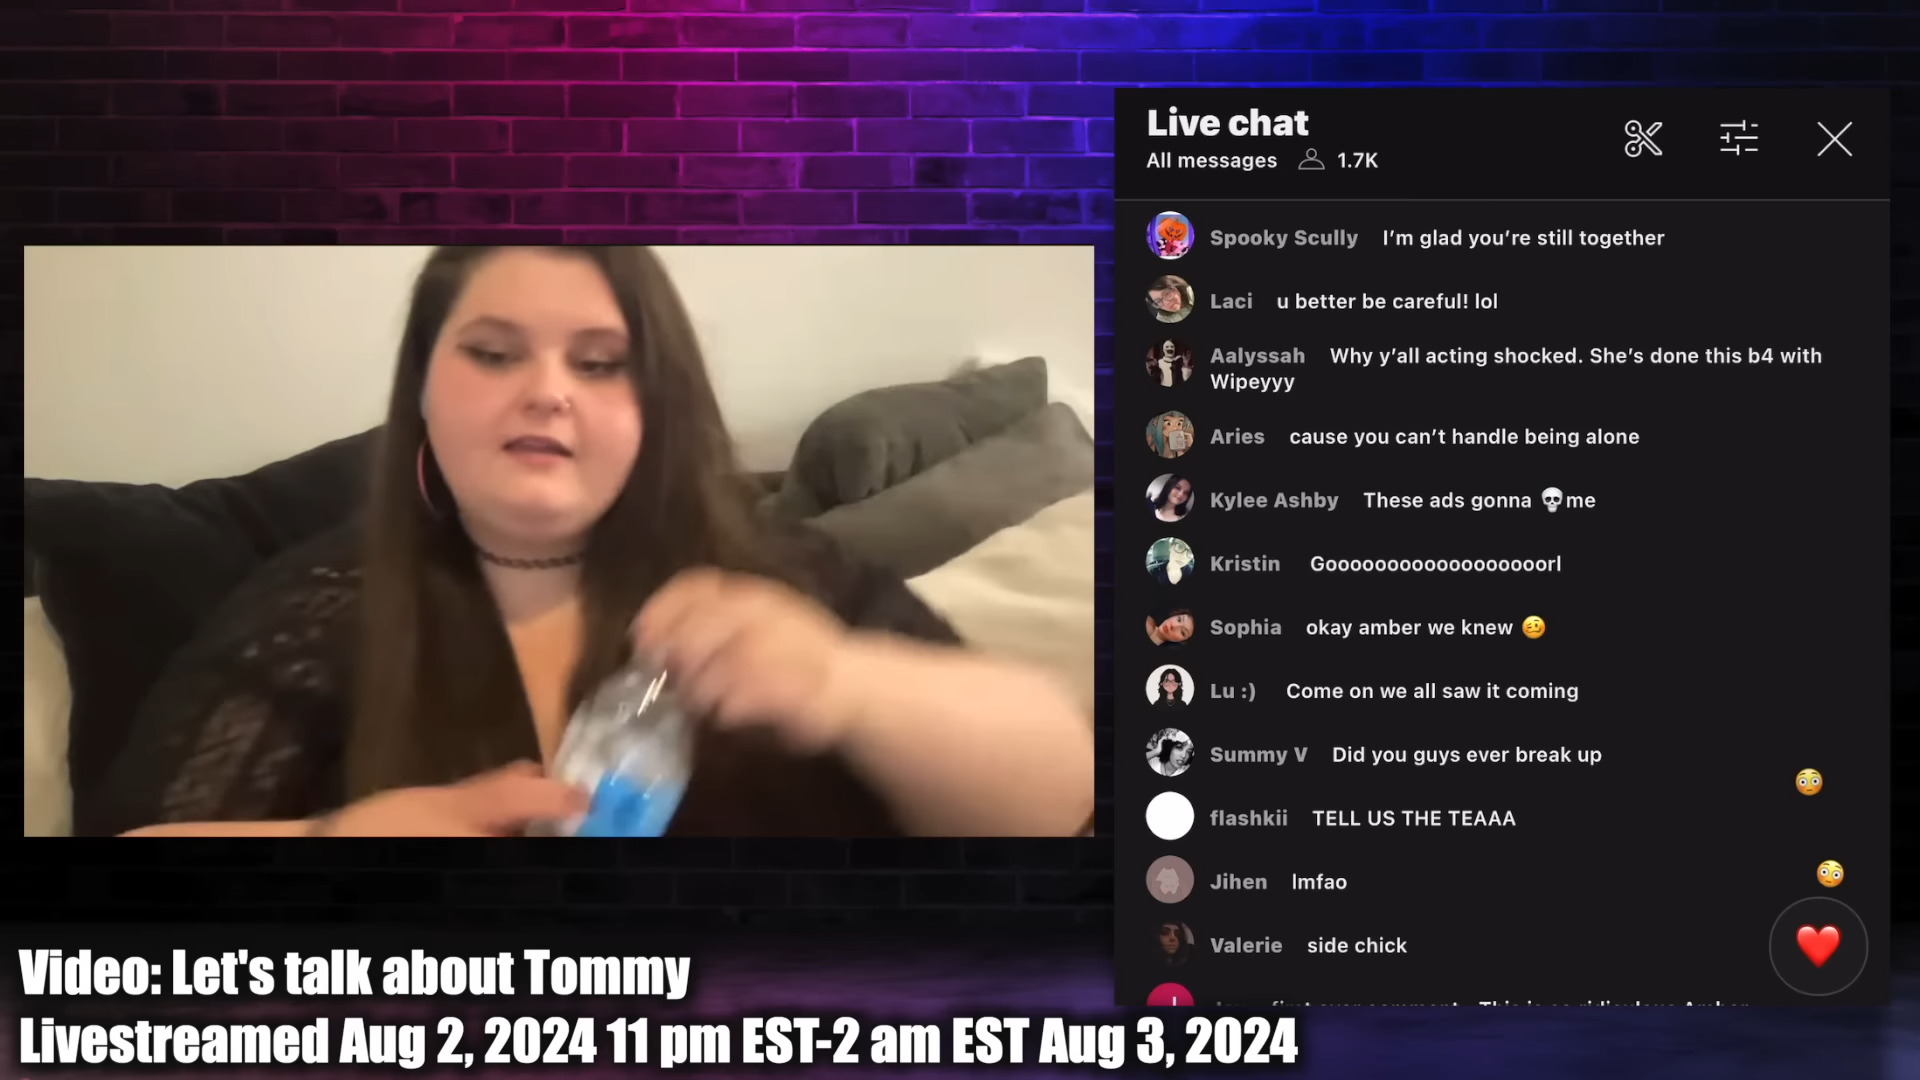 Live chat
All messages 1.7K
Spooky Scully I'm glad you're still together
Laci u better be careful! lol
Aalyssah Why y'all acting shocked. She's done this b4 with
Wipeyyy
Aries cause you can't handle being alone
Kylee Ashby These ads gonna 💀me
Kristin Goooooooooooooooooorl
Sophia okay amber we knew 🥴
Lu :) Come on we all saw it coming
Summy V Did you guys ever break up
flashkii TELL US THE TEAAA
Jihen lmfao
Valerie side chick
Video: Let's talk about Tommy
Livestreamed Aug 2, 2024 11 pm EST-2 am EST Aug 3, 2024